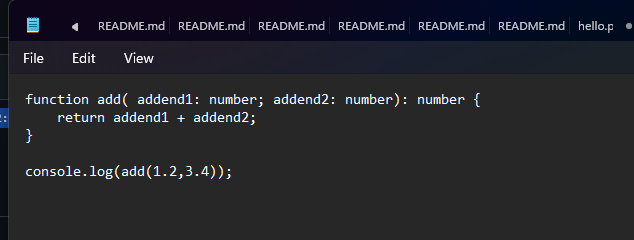 README.md README.md README.md README.md README.md README.md hello.p
File Edit View
function add( addend1: number; addend2: number): number {
    return addend1 + addend2;
}
console.log(add(1.2,3.4));